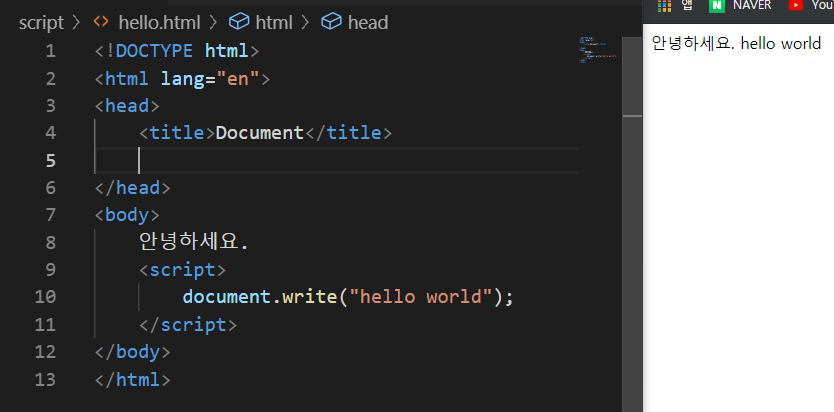 script > hello.html > html > head
앱 NAVER You
1 <!DOCTYPE html>
2 <html lang="en">
3 <head>
4 <title>Document</title>
5
6 </head>
7 <body>
8 안녕하세요.
9 <script>
10 document.write("hello world");
11 </script>
12 </body>
13 </html>
안녕하세요. hello world